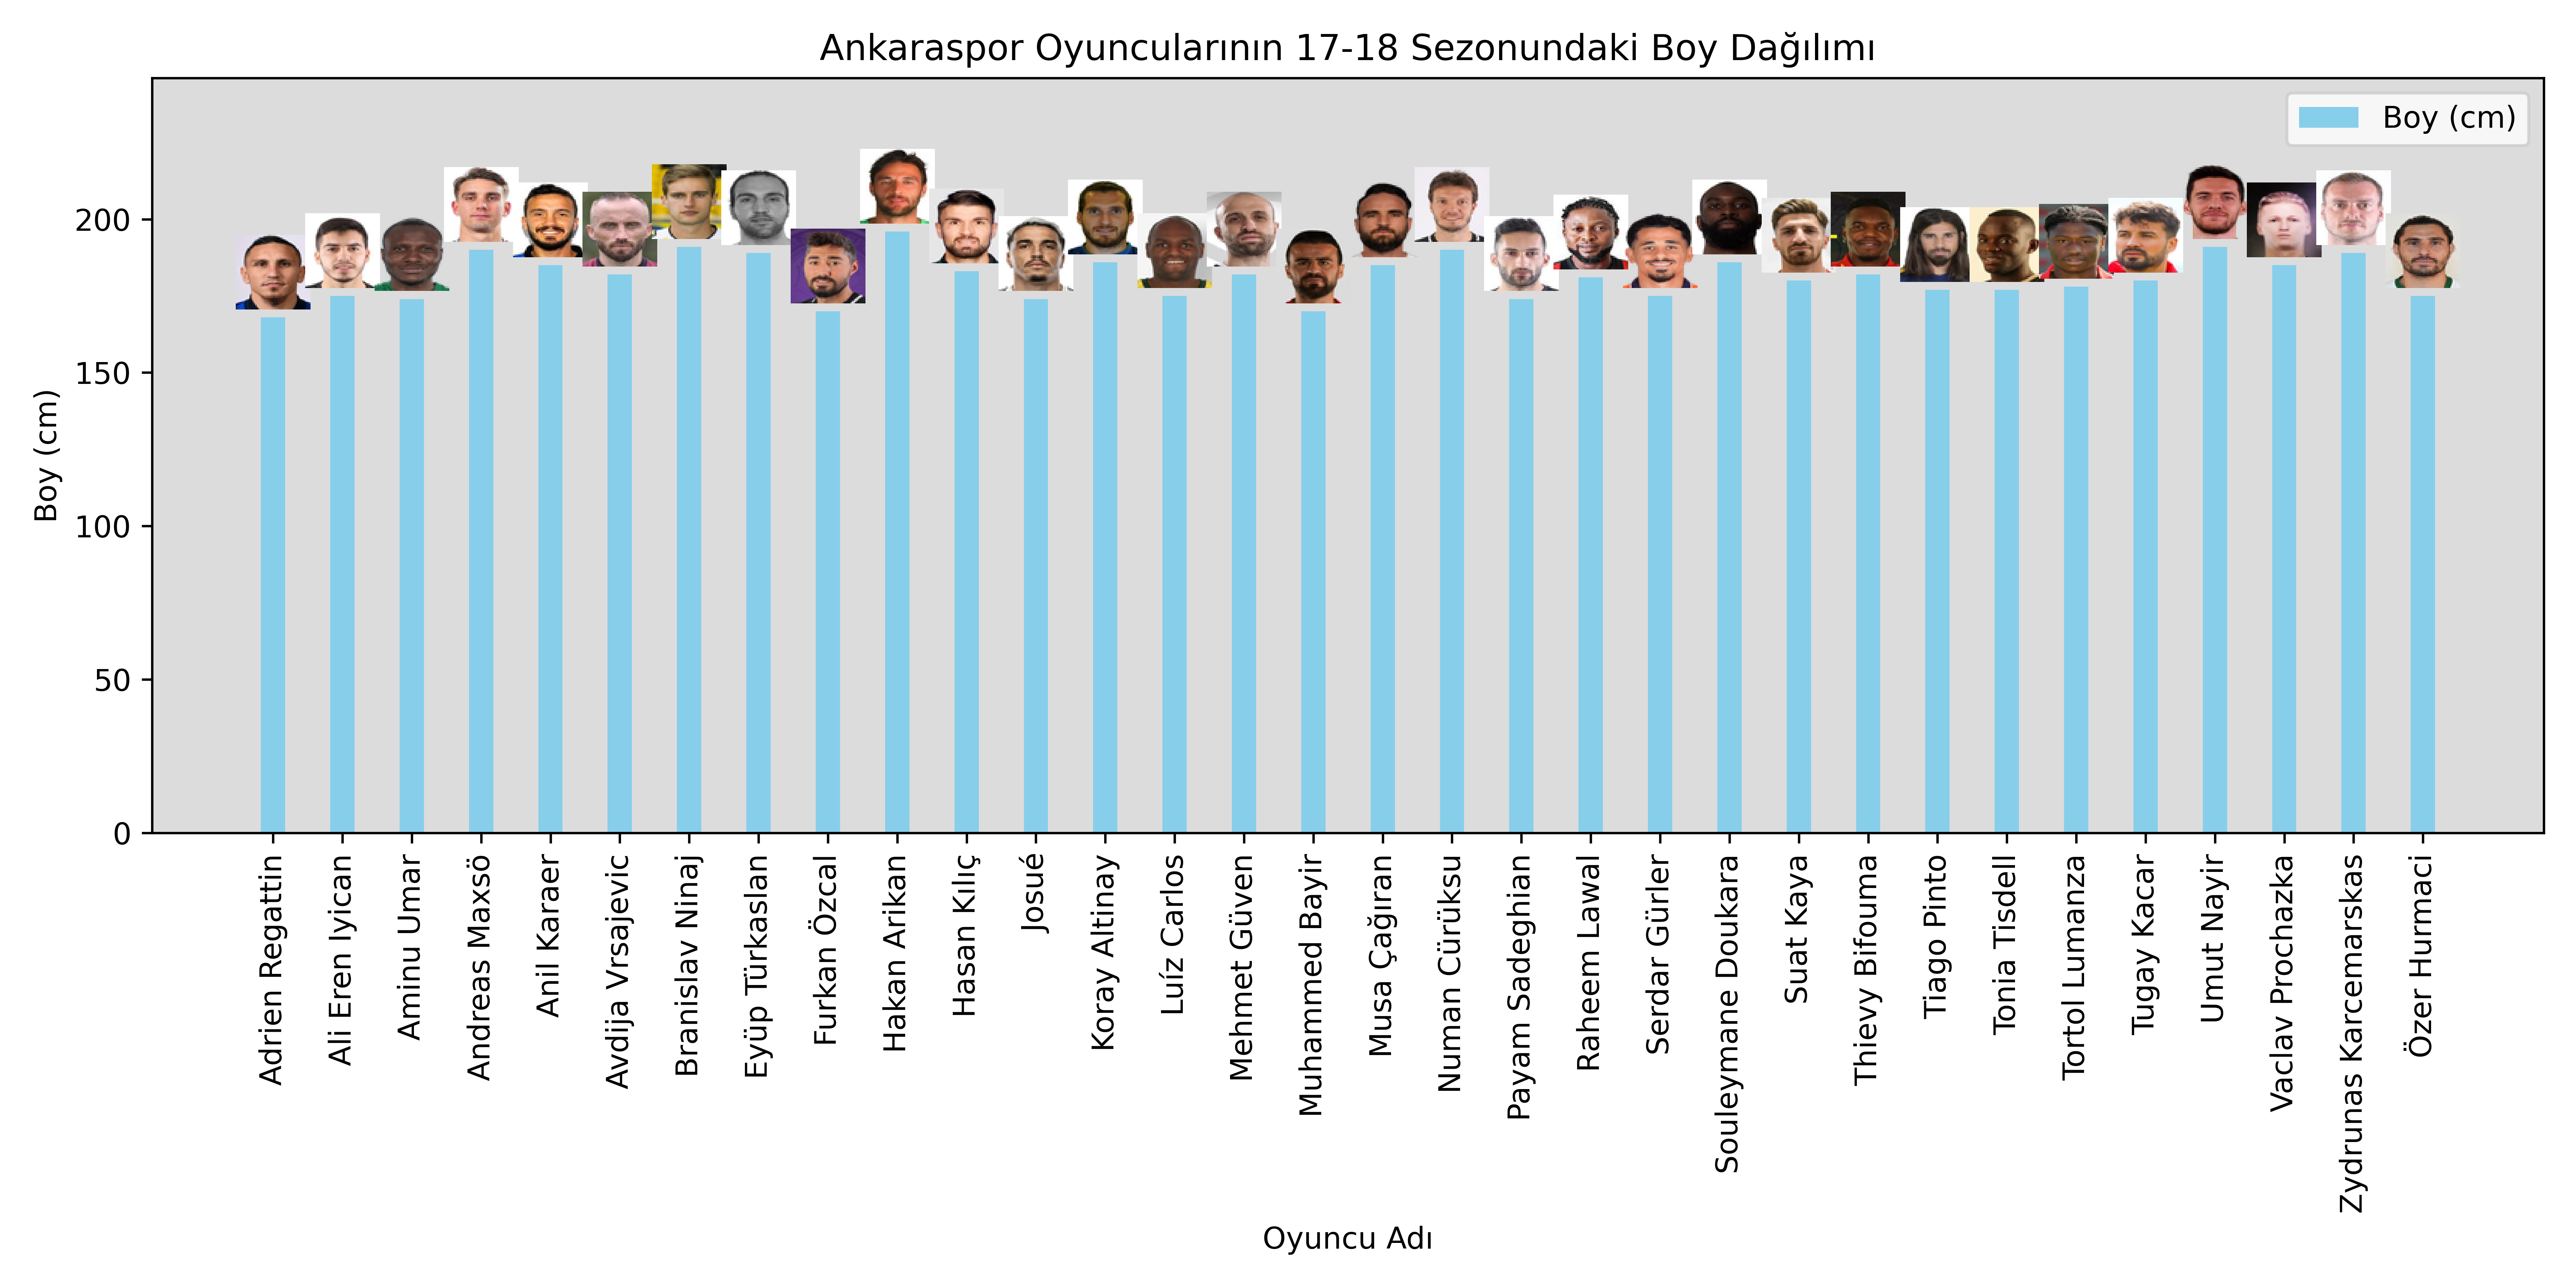 Ankaraspor Oyuncularının 17-18 Sezonundaki Boy Dağılımı
Boy (cm)
Boy (cm)
200
150
100
50
0
Adrien Regattin
Ali Eren Iyican
Aminu Umar
Andreas Maxsö
Anil Karaer
Avdija Vrsajevic
Branislav Ninaj
Eyüp Türkaslan
Furkan Özcal
Hakan Arikan
Hasan Kılıç
Josué
Koray Altinay
Luíz Carlos
Mehmet Güven
Muhammed Bayir
Musa Çağıran
Numan Cürüksu
Payam Sadeghian
Raheem Lawal
Serdar Gürler
Souleymane Doukara
Suat Kaya
Thievy Bifouma
Tiago Pinto
Tonia Tisdell
Tortol Lumanza
Tugay Kacar
Umut Nayir
Vaclav Prochazka
Zydrunas Karcemarskas
Özer Hurmaci
Oyuncu Adı